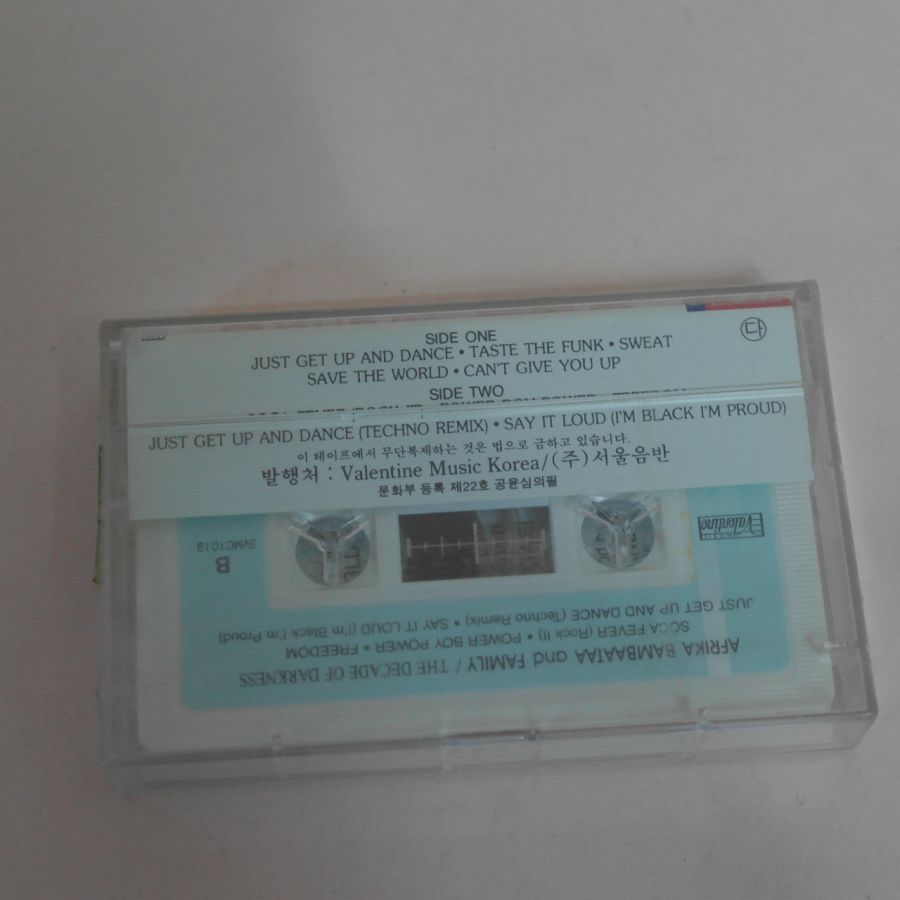 SIDE ONE
㉰
JUST GET UP AND DANCE • TASTE THE FUNK • SWEAT
SAVE THE WORLD • CAN'T GIVE YOU UP
SIDE TWO
JUST GET UP AND DANCE (TECHNO REMIX) • SAY IT LOUD (I'M BLACK I'M PROUD)
이 테이프에서 무단복제하는 것은 법으로 금하고 있습니다.
발행처 : Valentine Music Korea/(주)서울음반
문화부 등록 제22호 공윤심의필
AFRIKA BAMBAATAA and FAMILY / THE DECADE OF DARKNESS
SOCA FEVER (Rock It) • POWER BOY POWER • FREEDOM
JUST GET UP AND DANCE (Techno Remix) • SAY IT LOUD (I'm Black I'm Proud)
B
SVMC1C19
Valentine